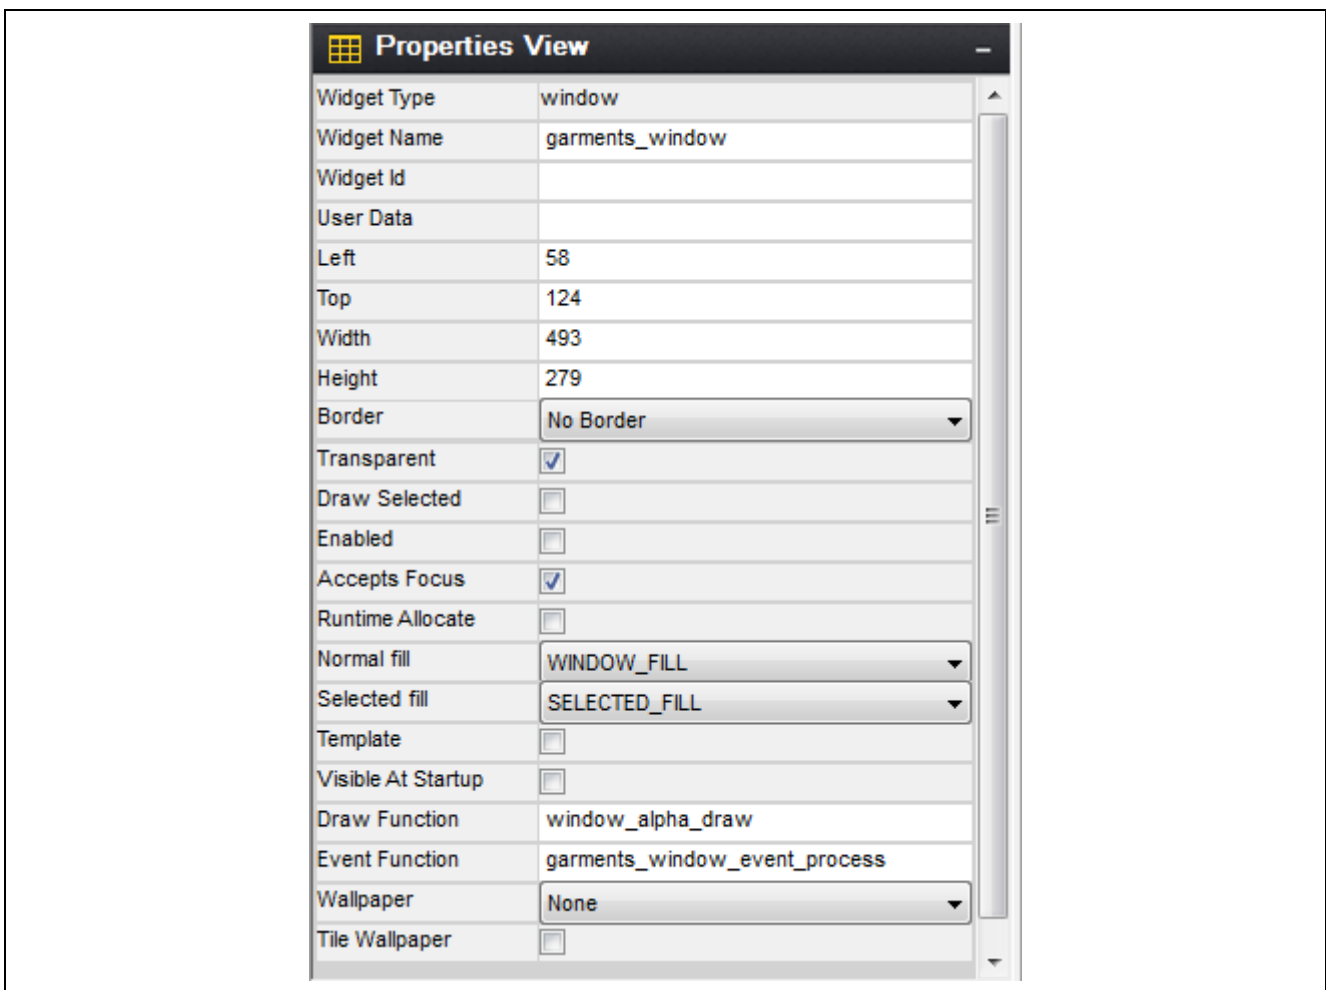 Properties View
Widget Type window
Widget Name garments_window
Widget Id
User Data
Left 58
Top 124
Width 493
Height 279
Border No Border
Transparent
Draw Selected
Enabled
Accepts Focus
Runtime Allocate
Normal fill WINDOW_FILL
Selected fill SELECTED_FILL
Template
Visible At Startup
Draw Function window_alpha_draw
Event Function garments_window_event_process
Wallpaper None
Tile Wallpaper